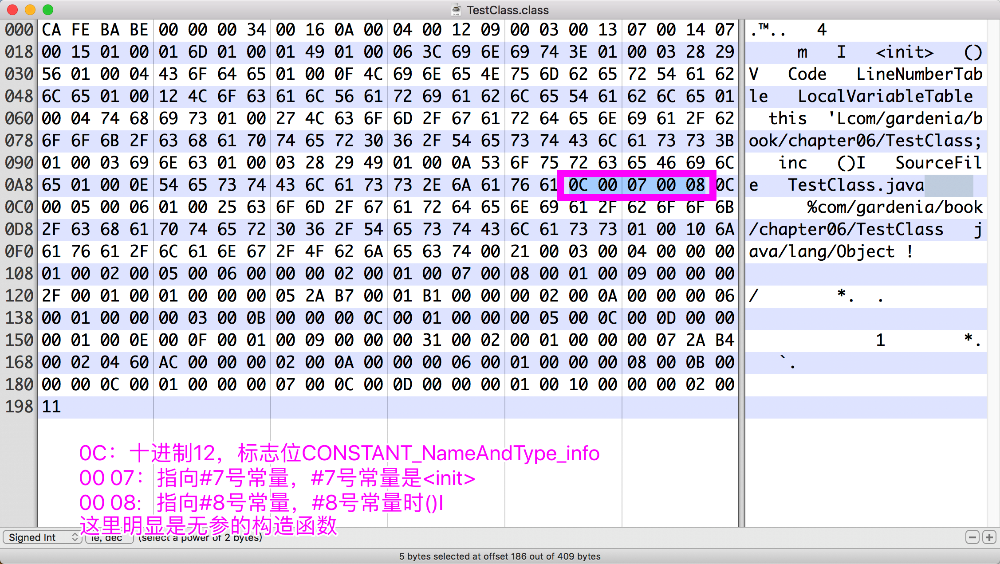 TestClass.class
000 CA FE BA BE 00 00 00 34 00 16 0A 00 04 00 12 09 00 03 00 13 07 00 14 07 .™.. 4
018 00 15 01 00 01 6D 01 00 01 49 01 00 06 3C 69 6E 69 74 3E 01 00 03 28 29 m I <init> ()
030 56 01 00 04 43 6F 64 65 01 00 0F 4C 69 6E 65 4E 75 6D 62 65 72 54 61 62 V Code LineNumberTab
048 6C 65 01 00 12 4C 6F 63 61 6C 56 61 72 69 61 62 6C 65 54 61 62 6C 65 01 le LocalVariableTable
060 00 04 74 68 69 73 01 00 27 4C 63 6F 6D 2F 67 61 72 64 65 6E 69 61 2F 62 this 'Lcom/gardenia/b
078 6F 6F 6B 2F 63 68 61 70 74 65 72 30 36 2F 54 65 73 74 43 6C 61 73 73 3B ook/chapter06/TestClass;
090 01 00 03 69 6E 63 01 00 03 28 29 49 01 00 0A 53 6F 75 72 63 65 46 69 6C inc ()I SourceFil
0A8 65 01 00 0E 54 65 73 74 43 6C 61 73 73 2E 6A 61 76 61 0C 00 07 00 08 0C e TestClass.java
0C0 00 05 00 06 01 00 25 63 6F 6D 2F 67 61 72 64 65 6E 69 61 2F 62 6F 6F 6B %com/gardenia/book
0D8 2F 63 68 61 70 74 65 72 30 36 2F 54 65 73 74 43 6C 61 73 73 01 00 10 6A /chapter06/TestClass j
0F0 61 76 61 2F 6C 61 6E 67 2F 4F 62 6A 65 63 74 00 21 00 03 00 04 00 00 00 ava/lang/Object !
108 01 00 02 00 05 00 06 00 00 00 02 00 01 00 07 00 08 00 01 00 09 00 00 00
120 2F 00 01 00 01 00 00 00 05 2A B7 00 01 B1 00 00 00 02 00 0A 00 00 00 06 / *. .
138 00 01 00 00 00 03 00 0B 00 00 00 0C 00 01 00 00 00 05 00 0C 00 0D 00 00
150 00 01 00 0E 00 0F 00 01 00 09 00 00 00 31 00 02 00 01 00 00 00 07 2A B4 1 *.
168 00 02 04 60 AC 00 00 00 02 00 0A 00 00 00 06 00 01 00 00 00 08 00 0B 00 `.
180 00 00 0C 00 01 00 00 00 07 00 0C 00 0D 00 00 00 01 00 10 00 00 00 02 00
198 11
0C：十进制12，标志位CONSTANT_NameAndType_info
00 07：指向#7号常量，#7号常量是<init>
00 08：指向#8号常量，#8号常量时()I
这里明显是无参的构造函数
Signed Int le, dec (select a power of 2 bytes)
5 bytes selected at offset 186 out of 409 bytes